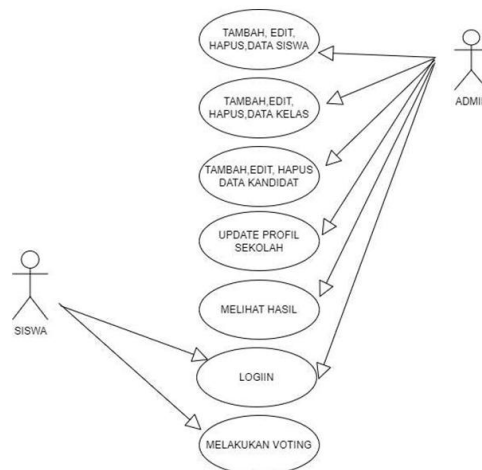 TAMBAH, EDIT,
HAPUS,DATA SISWA
TAMBAH,EDIT,
HAPUS,DATA KELAS
TAMBAH,EDIT, HAPUS
DATA KANDIDAT
UPDATE PROFIL
SEKOLAH
MELIHAT HASIL
LOGIIN
MELAKUKAN VOTING
SISWA
ADMI